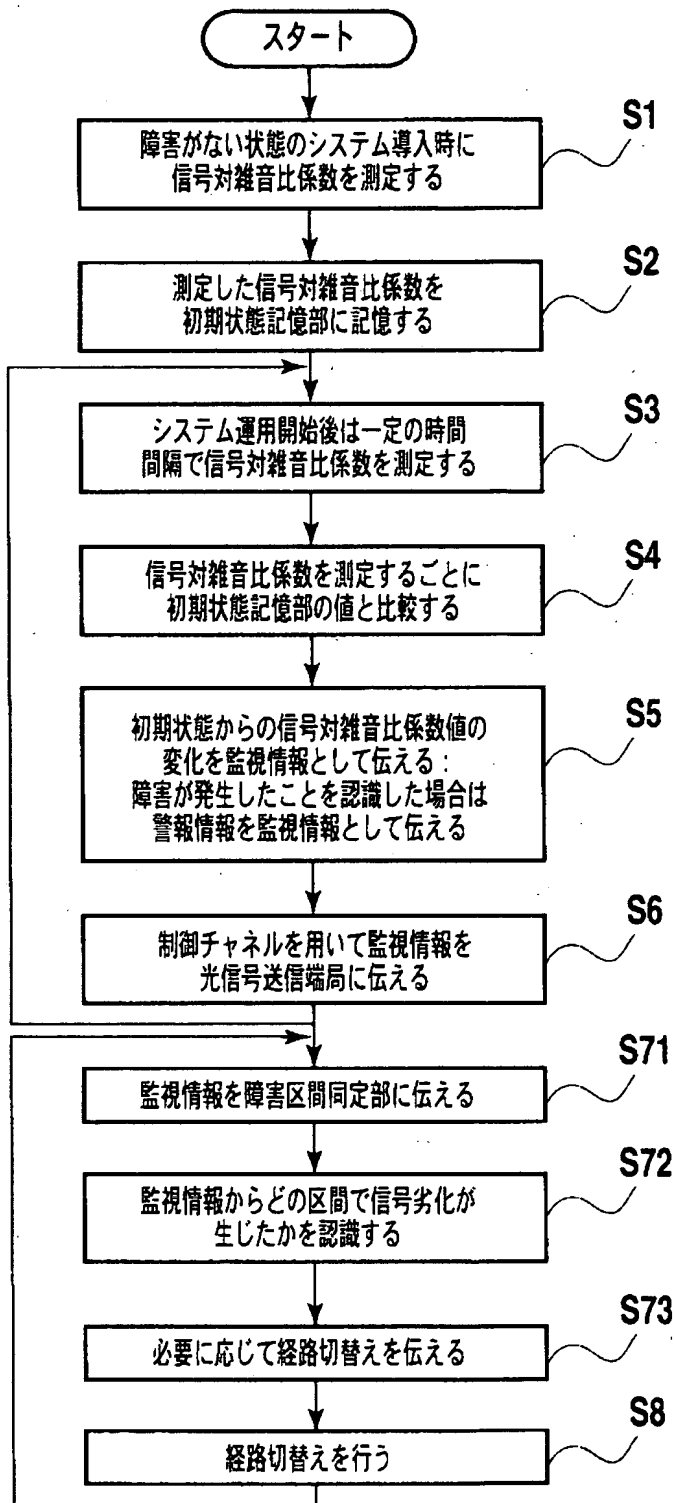 スタート
S1
障害がない状態のシステム導入時に
信号対雑音比係数を測定する
S2
測定した信号対雑音比係数を
初期状態記憶部に記憶する
S3
システム運用開始後は一定の時間
間隔で信号対雑音比係数を測定する
S4
信号対雑音比係数を測定するごとに
初期状態記憶部の値と比較する
S5
初期状態からの信号対雑音比係数値の
変化を監視情報として伝える:
障害が発生したことを認識した場合は
警報情報を監視情報として伝える
S6
制御チャネルを用いて監視情報を
光信号送信端局に伝える
S71
監視情報を障害区間同定部に伝える
S72
監視情報からどの区間で信号劣化が
生じたかを認識する
S73
必要に応じて経路切替えを伝える
S8
経路切替えを行う